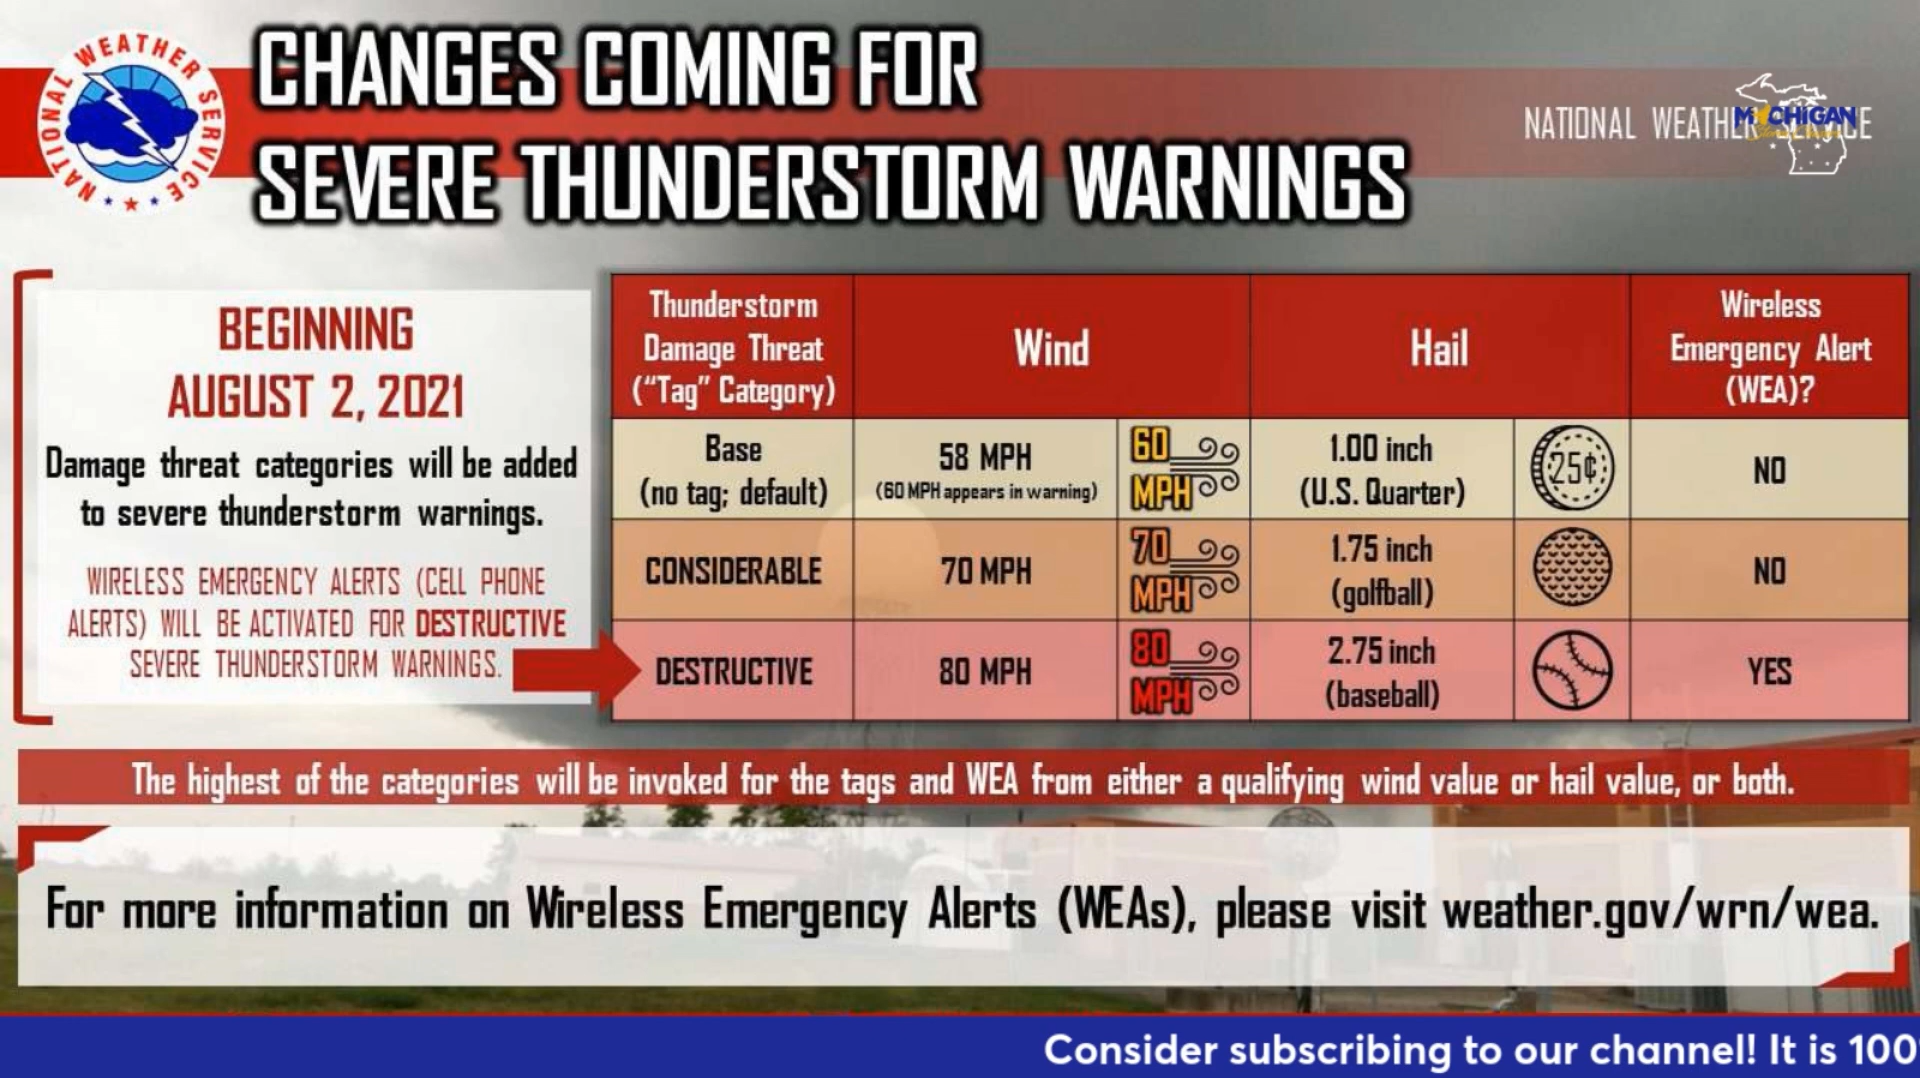 NATIONAL WEATHER SERVICE
CHANGES COMING FOR
SEVERE THUNDERSTORM WARNINGS
NATIONAL WEATHER
MICHIGAN
BEGINNING
AUGUST 2, 2021
Damage threat categories will be added
to severe thunderstorm warnings.
WIRELESS EMERGENCY ALERTS (CELL PHONE
ALERTS) WILL BE ACTIVATED FOR DESTRUCTIVE
SEVERE THUNDERSTORM WARNINGS.
Thunderstorm
Damage Threat
("Tag" Category)
Wind
Hail
Wireless
Emergency Alert
(WEA)?
Base
(no tag; default)
58 MPH
(60 MPH appears in warning)
60
MPH
1.00 inch
(U.S. Quarter)
25¢
NO
CONSIDERABLE
70 MPH
70
MPH
1.75 inch
(golfball)
NO
DESTRUCTIVE
80 MPH
80
MPH
2.75 inch
(baseball)
YES
The highest of the categories will be invoked for the tags and WEA from either a qualifying wind value or hail value, or both.
For more information on Wireless Emergency Alerts (WEAs), please visit weather.gov/wrn/wea.
Consider subscribing to our channel! It is 100